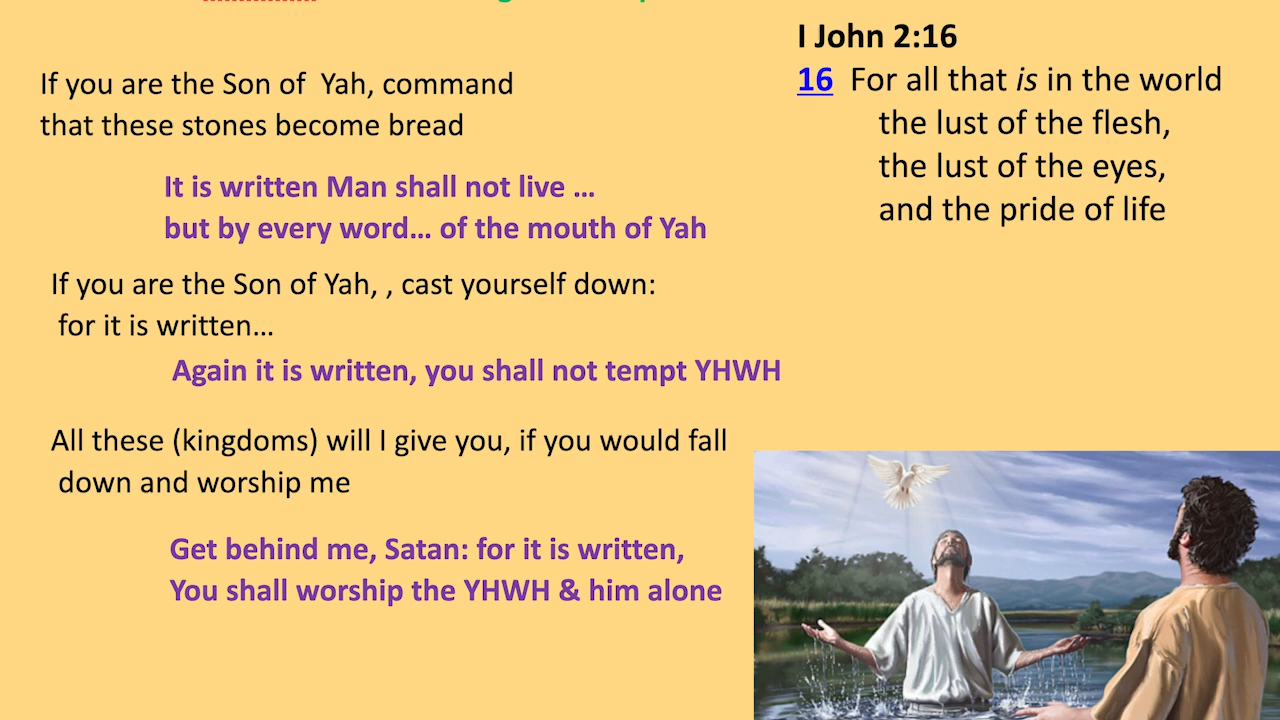 If you are the Son of  Yah, command
that these stones become bread
It is written Man shall not live …
but by every word… of the mouth of Yah
If you are the Son of Yah, , cast yourself down:
for it is written…
Again it is written, you shall not tempt YHWH
All these (kingdoms) will I give you, if you would fall
down and worship me
Get behind me, Satan: for it is written,
You shall worship the YHWH & him alone
I John 2:16
16  For all that is in the world
the lust of the flesh,
the lust of the eyes,
and the pride of life